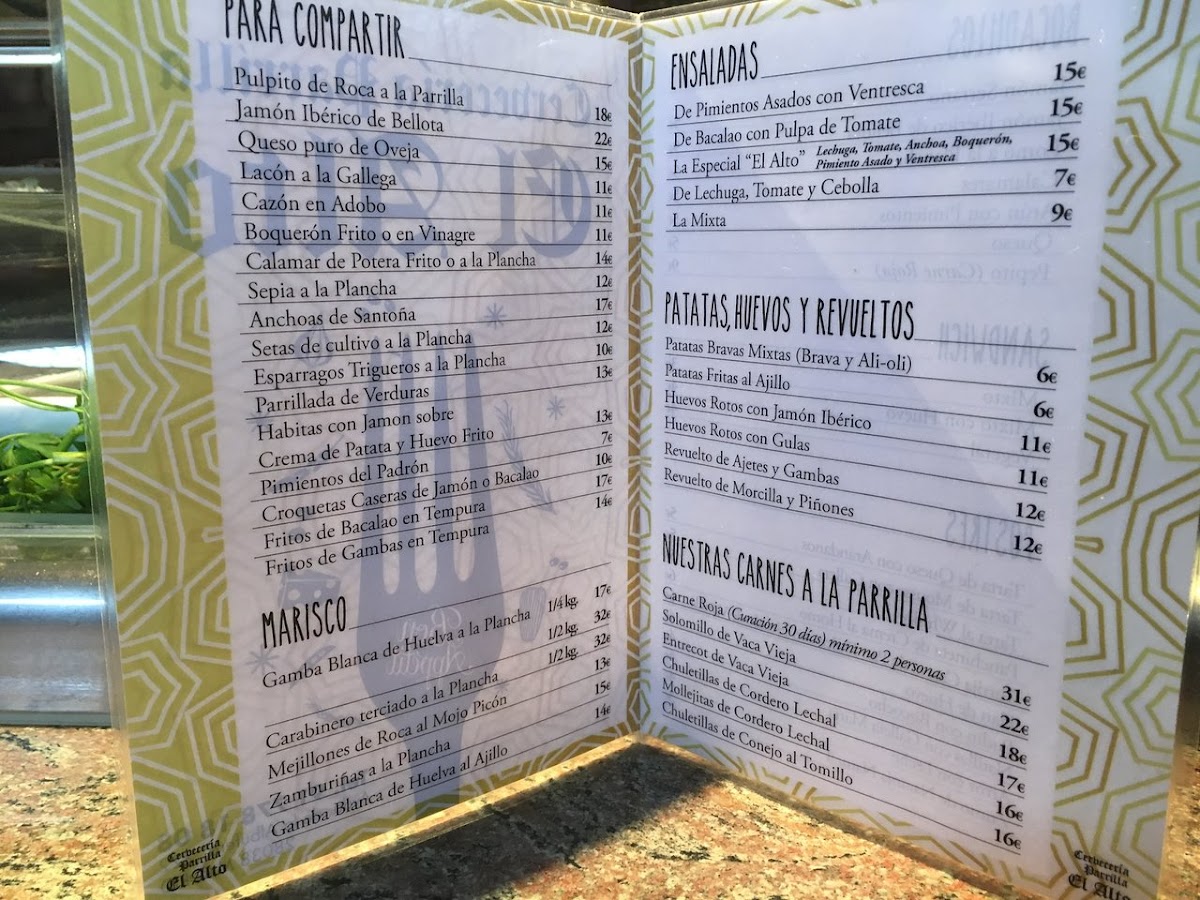 PARA COMPARTIR
Pulpito de Roca a la Parrilla 18€
Jamón Ibérico de Bellota 22€
Queso puro de Oveja 15€
Lacón a la Gallega 11€
Cazón en Adobo 11€
Boquerón Frito o en Vinagre 11€
Calamar de Potera Frito o a la Plancha 14€
Sepia a la Plancha 12€
Anchoas de Santoña 17€
Setas de cultivo a la Plancha 12€
Esparragos Trigueros a la Plancha 10€
Parrillada de Verduras 13€
Habitas con Jamon sobre
Crema de Patata y Huevo Frito 13€
Pimientos del Padrón 7€
Croquetas Caseras de Jamón o Bacalao 10€
Fritos de Bacalao en Tempura 17€
Fritos de Gambas en Tempura 14€
MARISCO
Gamba Blanca de Huelva a la Plancha 1/4 kg. 17€
1/2 kg. 32€
Carabinero terciado a la Plancha 1/2 kg. 32€
Mejillones de Roca al Mojo Picón 13€
Zamburiñas a la Plancha 15€
Gamba Blanca de Huelva al Ajillo 14€
Cervecería
Parrilla
El Alto
ENSALADAS
De Pimientos Asados con Ventresca 15€
De Bacalao con Pulpa de Tomate 15€
La Especial “El Alto” Lechuga, Tomate, Anchoa, Boquerón, 15€
Pimiento Asado y Ventresca
De Lechuga, Tomate y Cebolla 7€
La Mixta 9€
PATATAS, HUEVOS Y REVUELTOS
Patatas Bravas Mixtas (Brava y Ali-oli) 6€
Patatas Fritas al Ajillo 6€
Huevos Rotos con Jamón Ibérico 11€
Huevos Rotos con Gulas 11€
Revuelto de Ajeres y Gambas 12€
Revuelto de Morcilla y Piñones 12€
NUESTRAS CARNES A LA PARRILLA
Carne Roja (Curación 30 días) mínimo 2 personas 31€
Solomillo de Vaca Vieja 22€
Entrecot de Vaca Vieja 18€
Chuletillas de Cordero Lechal 17€
Mollejitas de Cordero Lechal 16€
Chuletillas de Conejo al Tomillo 16€
Cervecería
Parrilla
El Alto